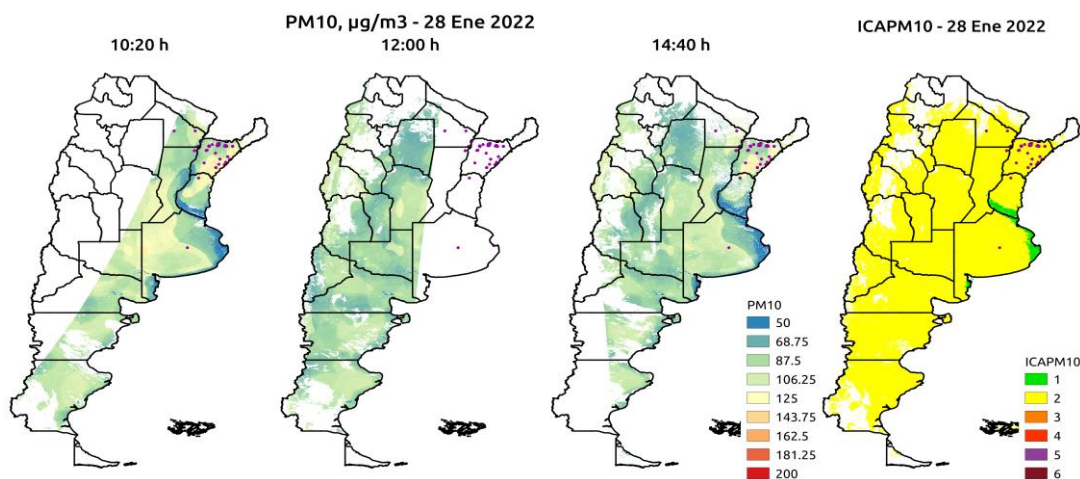 PM10, µg/m3 - 28 Ene 2022
ICAPM10 - 28 Ene 2022
10:20 h
12:00 h
14:40 h
PM10
50
68.75
87.5
106.25
125
143.75
162.5
181.25
200
ICAPM10
1
2
3
4
5
6